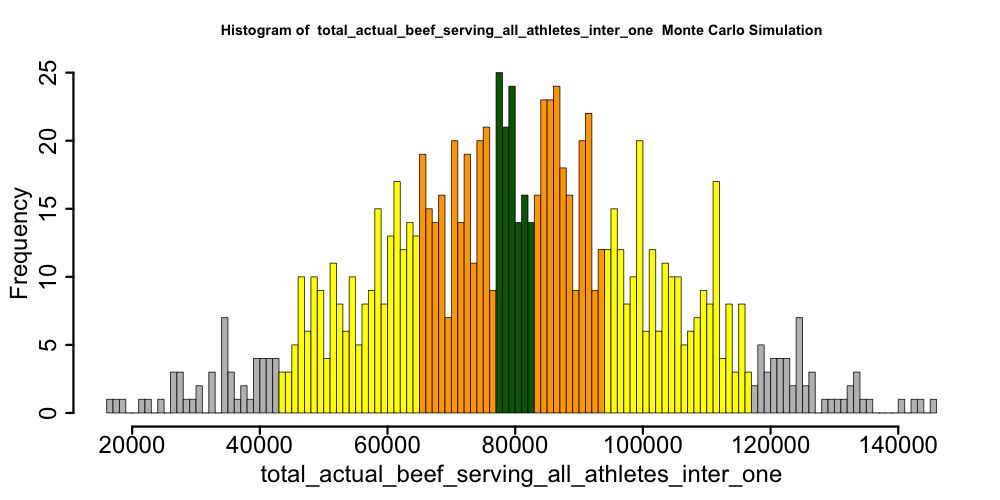 Histogram of  total_actual_beef_serving_all_athletes_inter_one  Monte Carlo Simulation
Frequency
25
20
15
10
5
0
20000 40000 60000 80000 100000 120000 140000
total_actual_beef_serving_all_athletes_inter_one